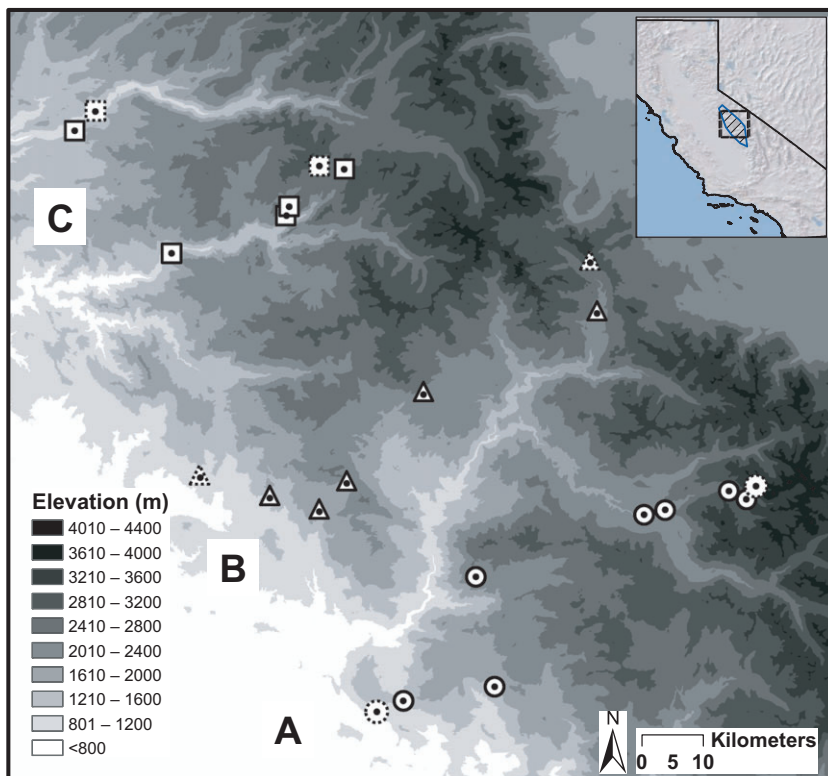 C
B
A
Elevation (m)
4010 – 4400
3610 – 4000
3210 – 3600
2810 – 3200
2410 – 2800
2010 – 2400
1610 – 2000
1210 – 1600
801 – 1200
<800
N
Kilometers
0 5 10